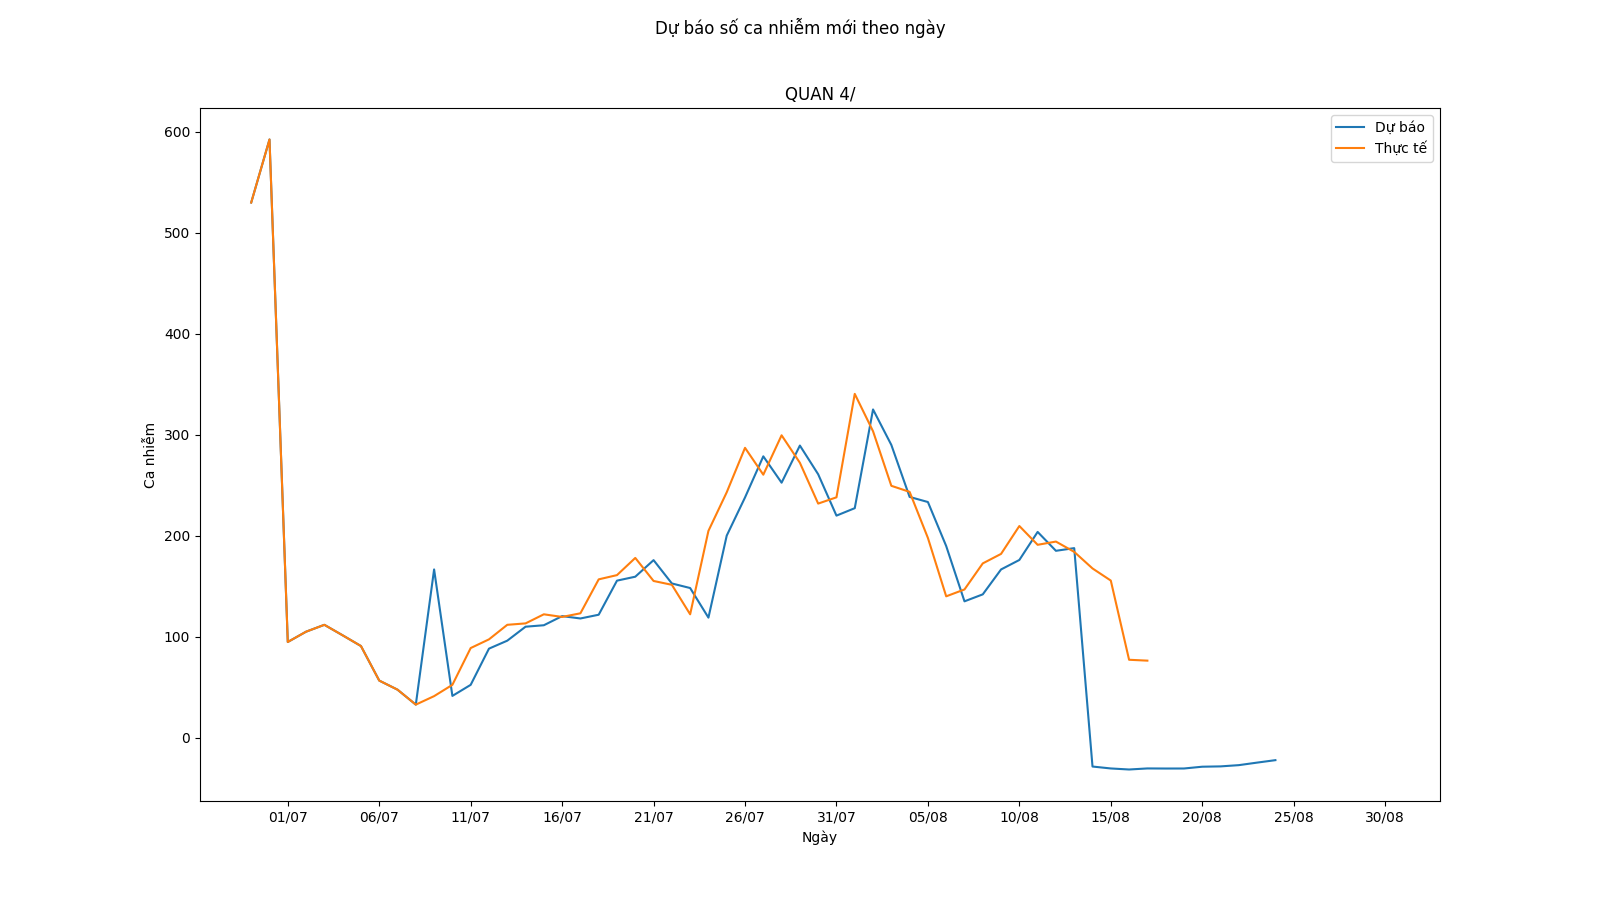 Dự báo số ca nhiễm mới theo ngày
QUAN 4/
Dự báo
Thực tế
600
500
400
300
200
100
0
Ca nhiễm
01/07 06/07 11/07 16/07 21/07 26/07 31/07 05/08 10/08 15/08 20/08 25/08 30/08
Ngày